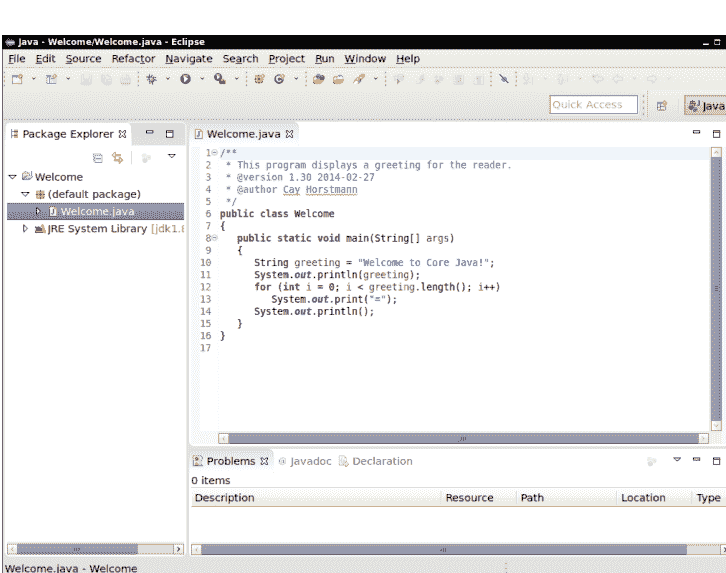 Java - Welcome/Welcome.java - Eclipse
File Edit Source Refactor Navigate Search Project Run Window Help
Quick Access
Java
Package Explorer
Welcome
(default package)
Welcome.java
JRE System Library [jdk1.8
Welcome.java
1 /**
2 * This program displays a greeting for the reader.
3 * @version 1.30 2014-02-27
4 * @author Cay Horstmann
5 */
6 public class Welcome
7 {
8 public static void main(String[] args)
9 {
10 String greeting = "Welcome to Core Java!";
11 System.out.println(greeting);
12 for (int i = 0; i < greeting.length(); i++)
13 System.out.print("=");
14 System.out.println();
15 }
16 }
17
Problems Javadoc Declaration
0 items
Description Resource Path Location Type
Welcome.java - Welcome